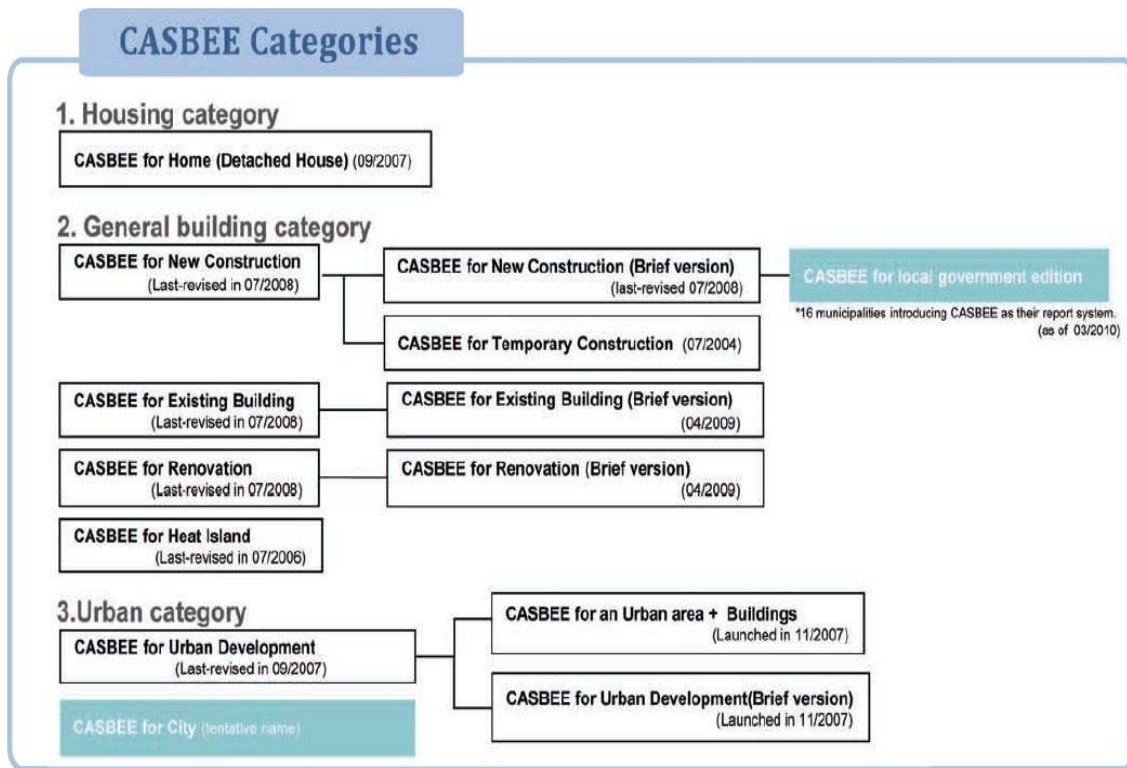 CASBEE Categories
1. Housing category
CASBEE for Home (Detached House) (09/2007)
2. General building category
CASBEE for New Construction
(Last-revised in 07/2008)
CASBEE for New Construction (Brief version)
(last-revised 07/2008)
CASBEE for local government edition
*16 municipalities introducing CASBEE as their report system.
(as of 03/2010)
CASBEE for Temporary Construction (07/2004)
CASBEE for Existing Building
(Last-revised in 07/2008)
CASBEE for Existing Building (Brief version)
(04/2009)
CASBEE for Renovation
(Last-revised in 07/2008)
CASBEE for Renovation (Brief version)
(04/2009)
CASBEE for Heat Island
(Last-revised in 07/2006)
3.Urban category
CASBEE for Urban Development
(Last-revised in 09/2007)
CASBEE for an Urban area + Buildings
(Launched in 11/2007)
CASBEE for Urban Development(Brief version)
(Launched in 11/2007)
CASBEE for City (tentative name)